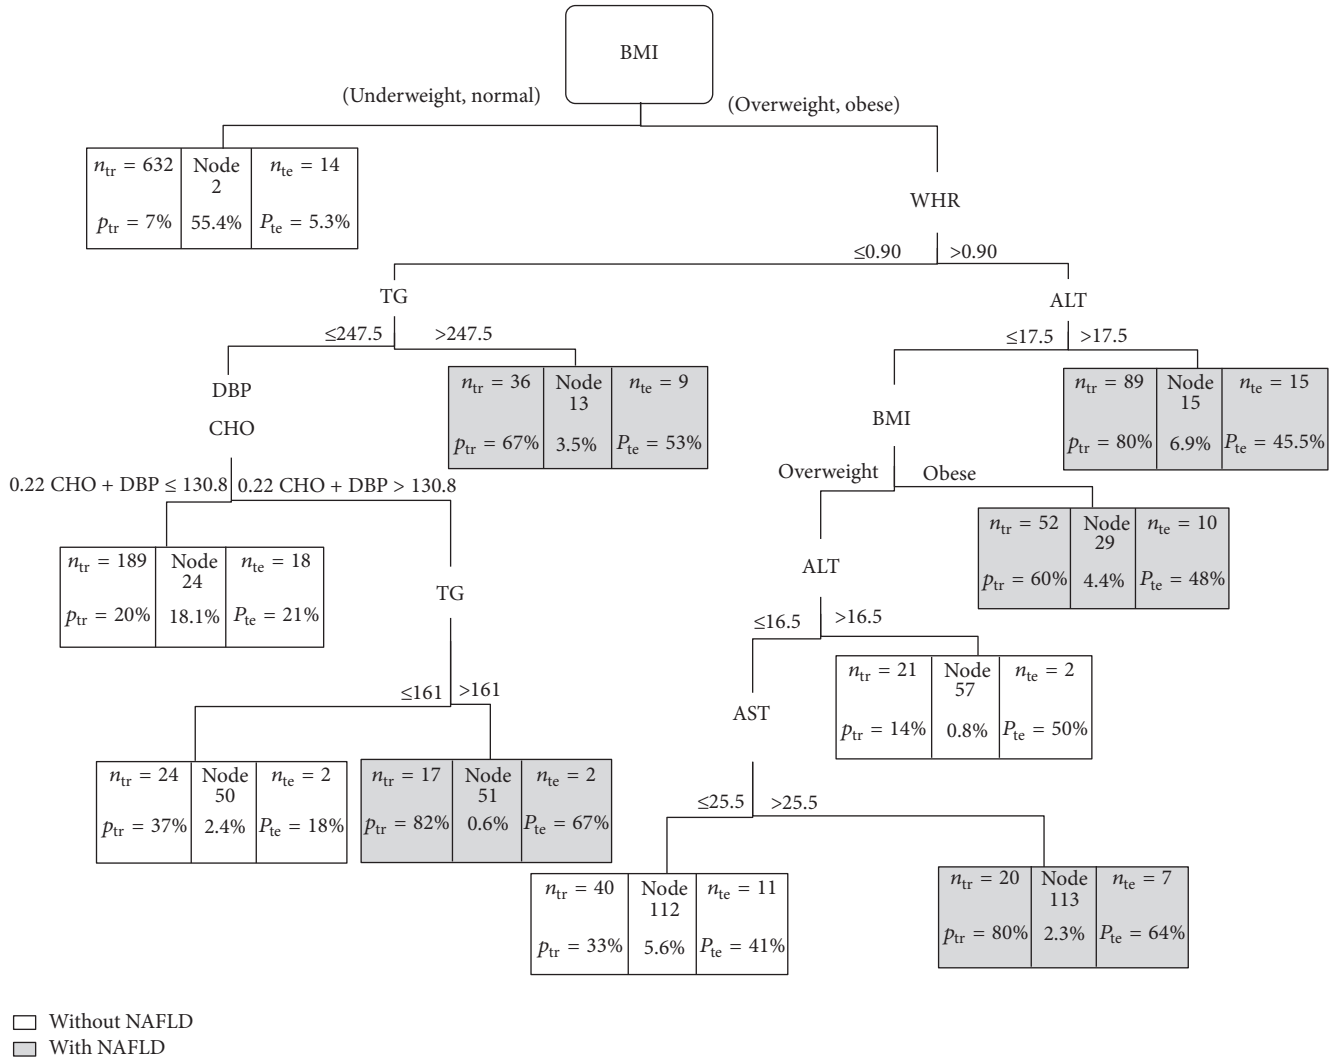 BMI
(Underweight, normal)
(Overweight, obese)
n_tr = 632 Node 2 n_te = 14
p_tr = 7% 55.4% P_te = 5.3%
WHR
≤0.90 >0.90
TG
ALT
≤247.5 >247.5
≤17.5 >17.5
n_tr = 36 Node 13 n_te = 9
p_tr = 67% 3.5% P_te = 53%
n_tr = 89 Node 15 n_te = 15
p_tr = 80% 6.9% P_te = 45.5%
DBP
CHO
BMI
0.22 CHO + DBP ≤ 130.8 0.22 CHO + DBP > 130.8
Overweight Obese
n_tr = 52 Node 29 n_te = 10
p_tr = 60% 4.4% P_te = 48%
n_tr = 189 Node 24 n_te = 18
p_tr = 20% 18.1% P_te = 21%
TG
ALT
≤16.5 >16.5
n_tr = 21 Node 57 n_te = 2
p_tr = 14% 0.8% P_te = 50%
≤161 >161
AST
n_tr = 24 Node 50 n_te = 2
p_tr = 37% 2.4% P_te = 18%
n_tr = 17 Node 51 n_te = 2
p_tr = 82% 0.6% P_te = 67%
≤25.5 >25.5
n_tr = 40 Node 112 n_te = 11
p_tr = 33% 5.6% P_te = 41%
n_tr = 20 Node 113 n_te = 7
p_tr = 80% 2.3% P_te = 64%
Without NAFLD
With NAFLD